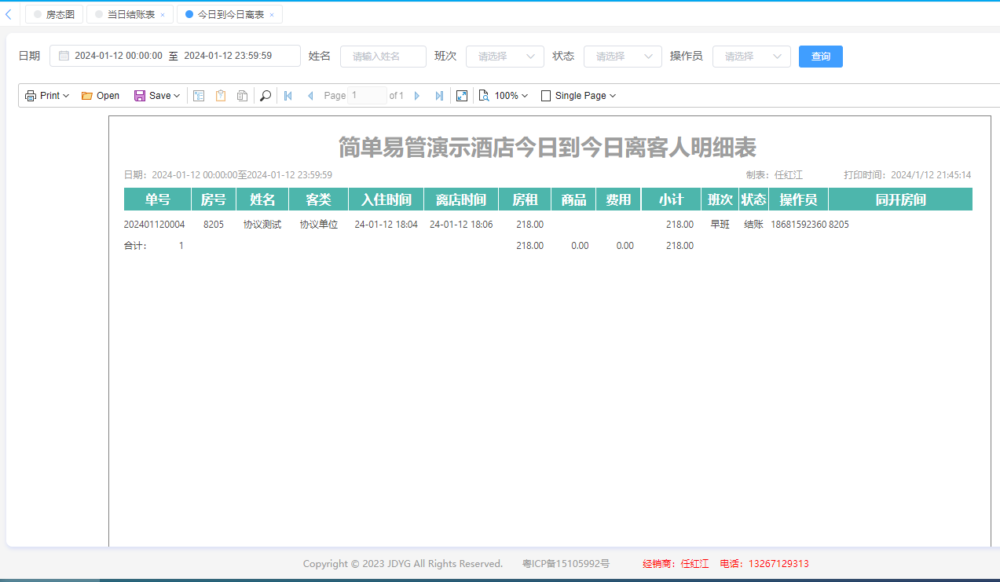 房态图 当日结账表 × 今日到今日离表 ×
日期 2024-01-12 00:00:00 至 2024-01-12 23:59:59 姓名 请输入姓名 班次 请选择 状态 请选择 操作员 请选择 查询
Print Open Save Page 1 of 1 100% Single Page
简单易管演示酒店今日到今日离客人明细表
日期：2024-01-12 00:00:00至2024-01-12 23:59:59 制表：任红江 打印时间：2024/1/12 21:45:14
单号 房号 姓名 客类 入住时间 离店时间 房租 商品 费用 小计 班次 状态 操作员 同开房间
202401120004 8205 协议测试 协议单位 24-01-12 18:04 24-01-12 18:06 218.00 218.00 早班 结账 18681592360 8205
合计： 1 218.00 0.00 0.00 218.00
Copyright © 2023 JDYG All Rights Reserved. 粤ICP备15105992号 经销商：任红江 电话：13267129313